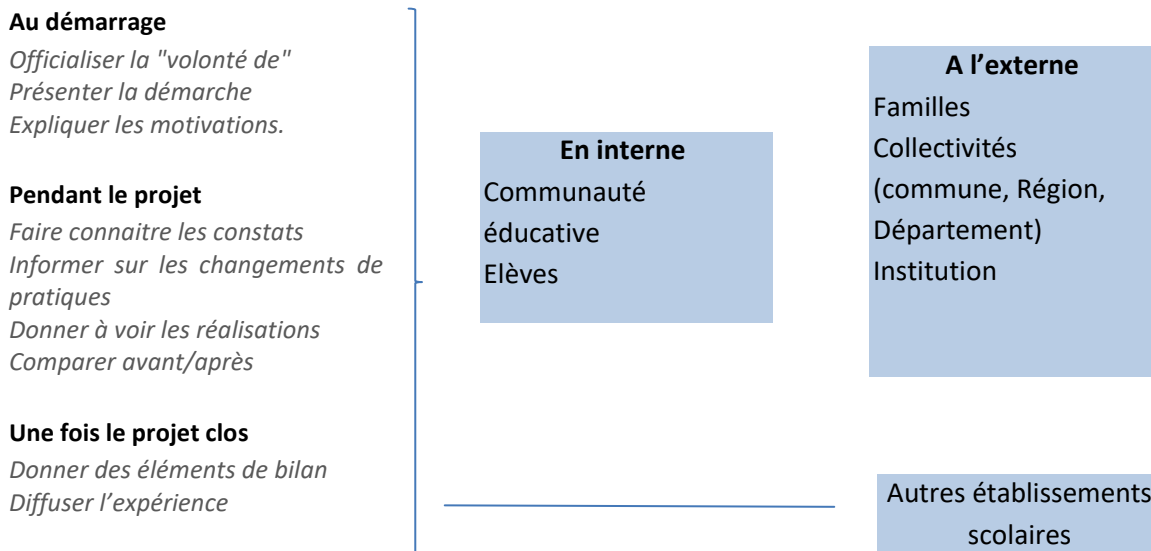 Au démarrage
Officialiser la "volonté de"
Présenter la démarche
Expliquer les motivations.
Pendant le projet
Faire connaitre les constats
Informer sur les changements de
pratiques
Donner à voir les réalisations
Comparer avant/après
Une fois le projet clos
Donner des éléments de bilan
Diffuser l’expérience
En interne
Communauté
éducative
Elèves
A l’externe
Familles
Collectivités
(commune, Région,
Département)
Institution
Autres établissements
scolaires